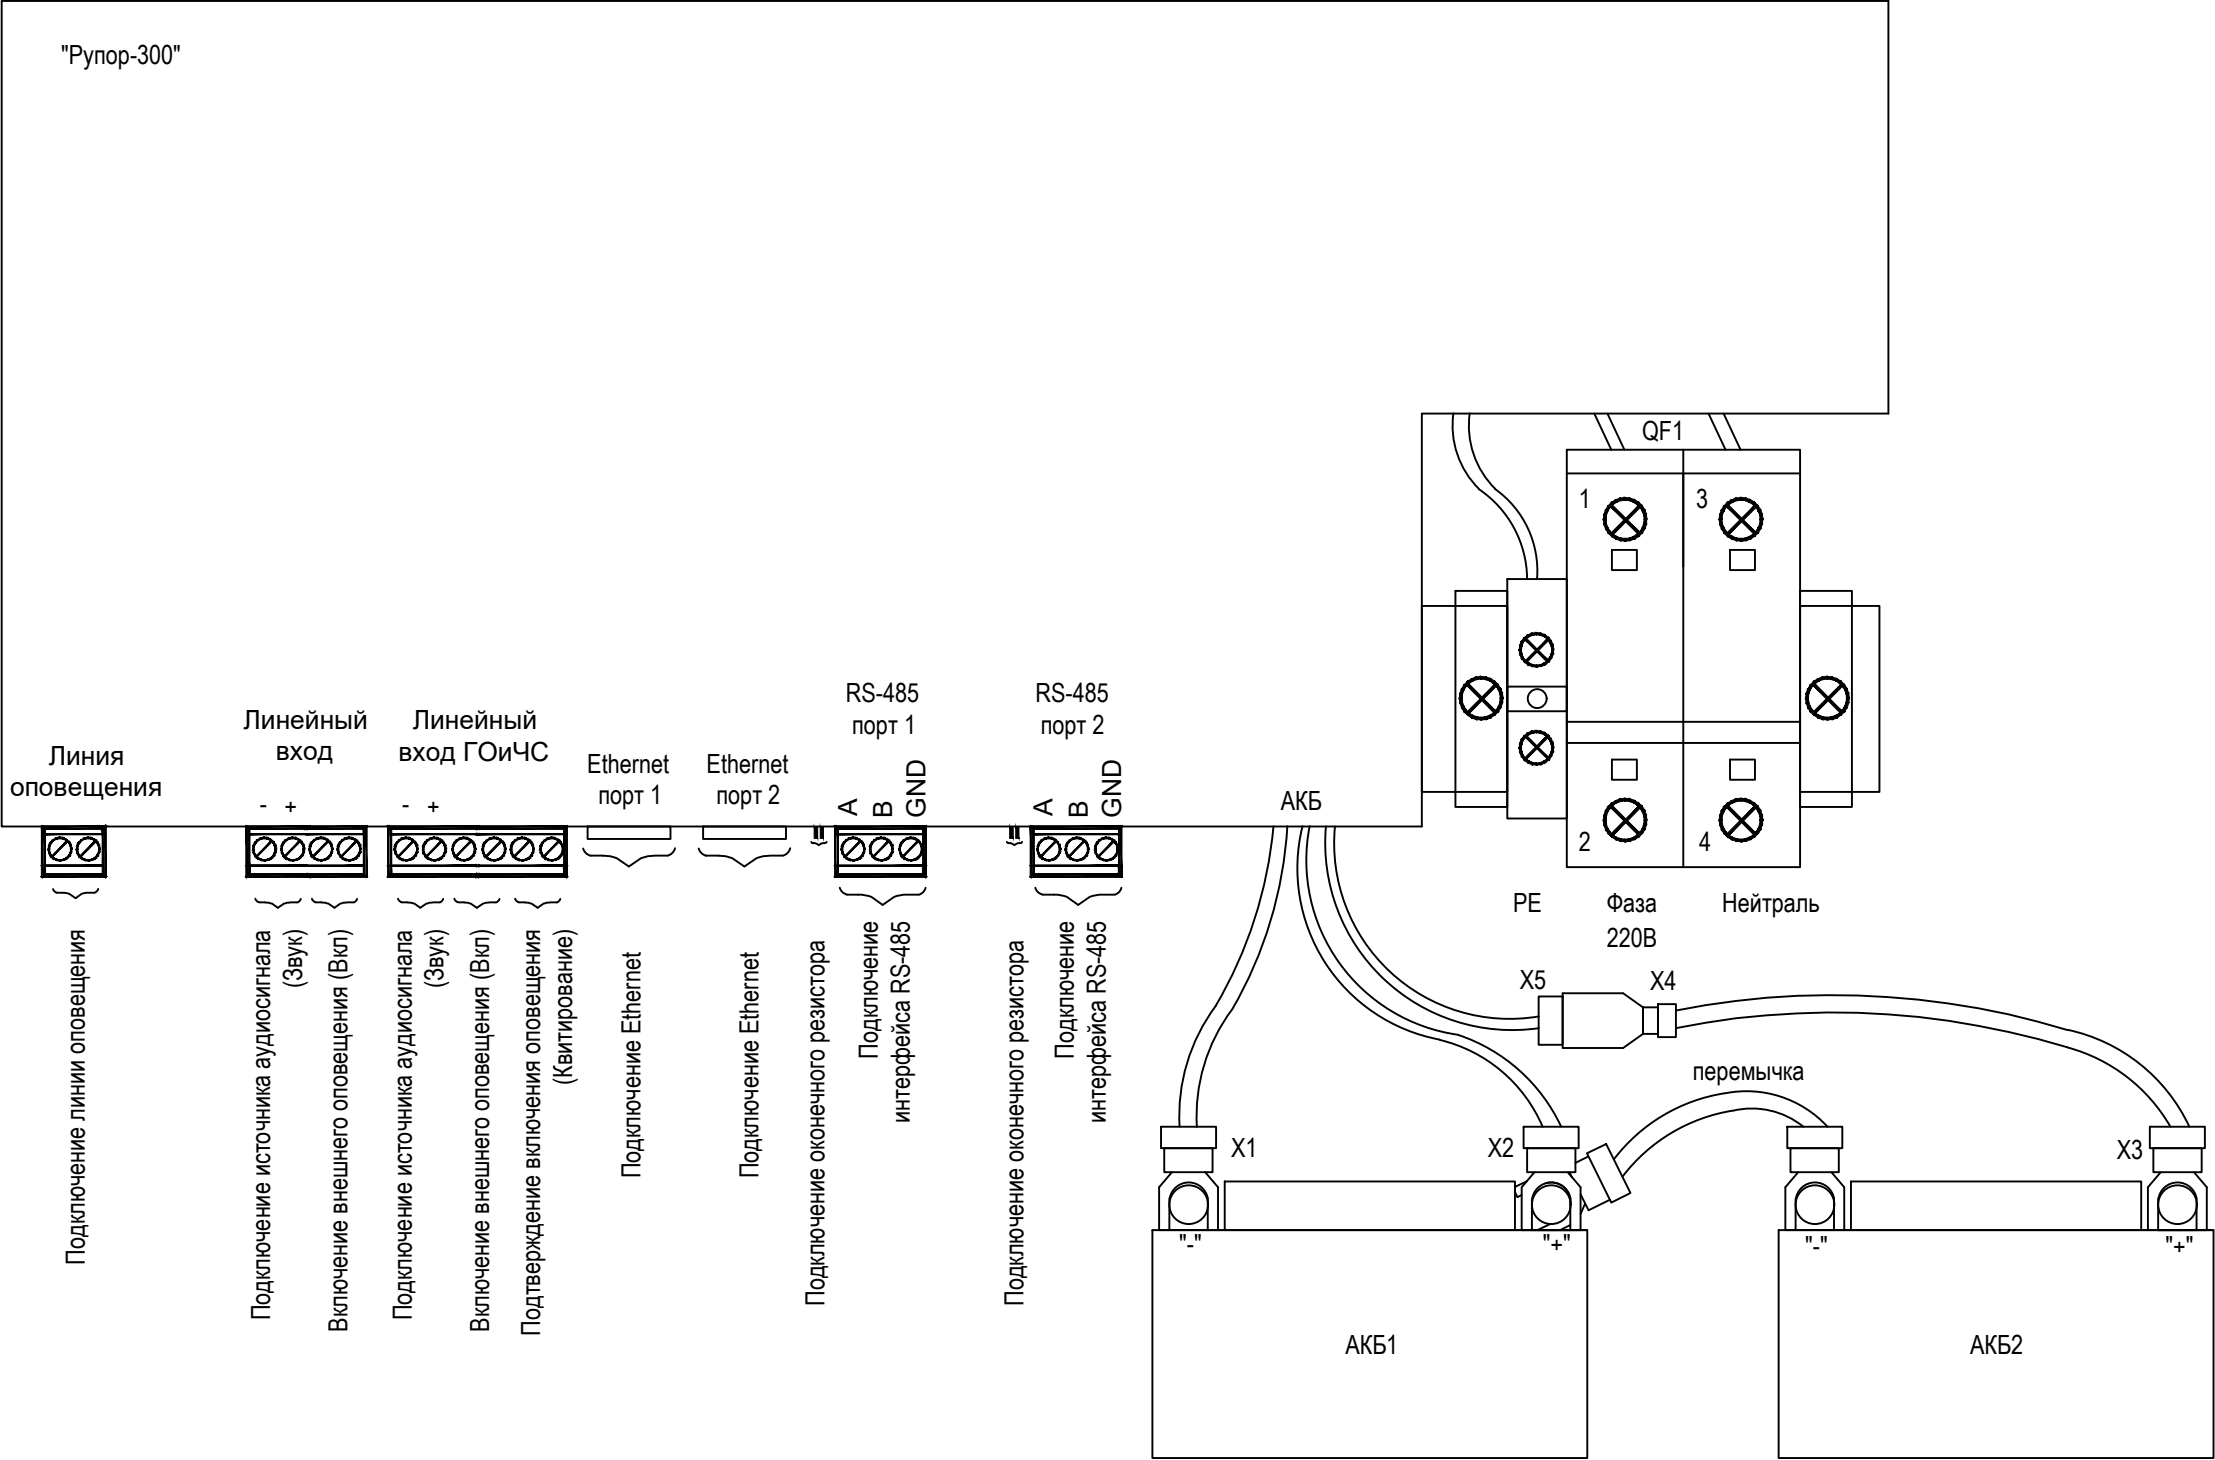 "Рупор-300"
QF1
1
3
2
4
PE
Фаза
220В
Нейтраль
Линия
оповещения
Линейный
вход
- +
Линейный
вход ГОиЧС
- +
Ethernet
порт 1
Ethernet
порт 2
RS-485
порт 1
A
B
GND
RS-485
порт 2
A
B
GND
АКБ
Подключение линии оповещения
Подключение источника аудиосигнала
(Звук)
Включение внешнего оповещения (Вкл)
Подключение источника аудиосигнала
(Звук)
Включение внешнего оповещения (Вкл)
Подтверждение включения оповещения
(Квитирование)
Подключение Ethernet
Подключение Ethernet
Подключение оконечного резистора
Подключение
интерфейса RS-485
Подключение оконечного резистора
Подключение
интерфейса RS-485
X5
X4
перемычка
X1
X2
X3
"-"
"+"
"-"
"+"
АКБ1
АКБ2